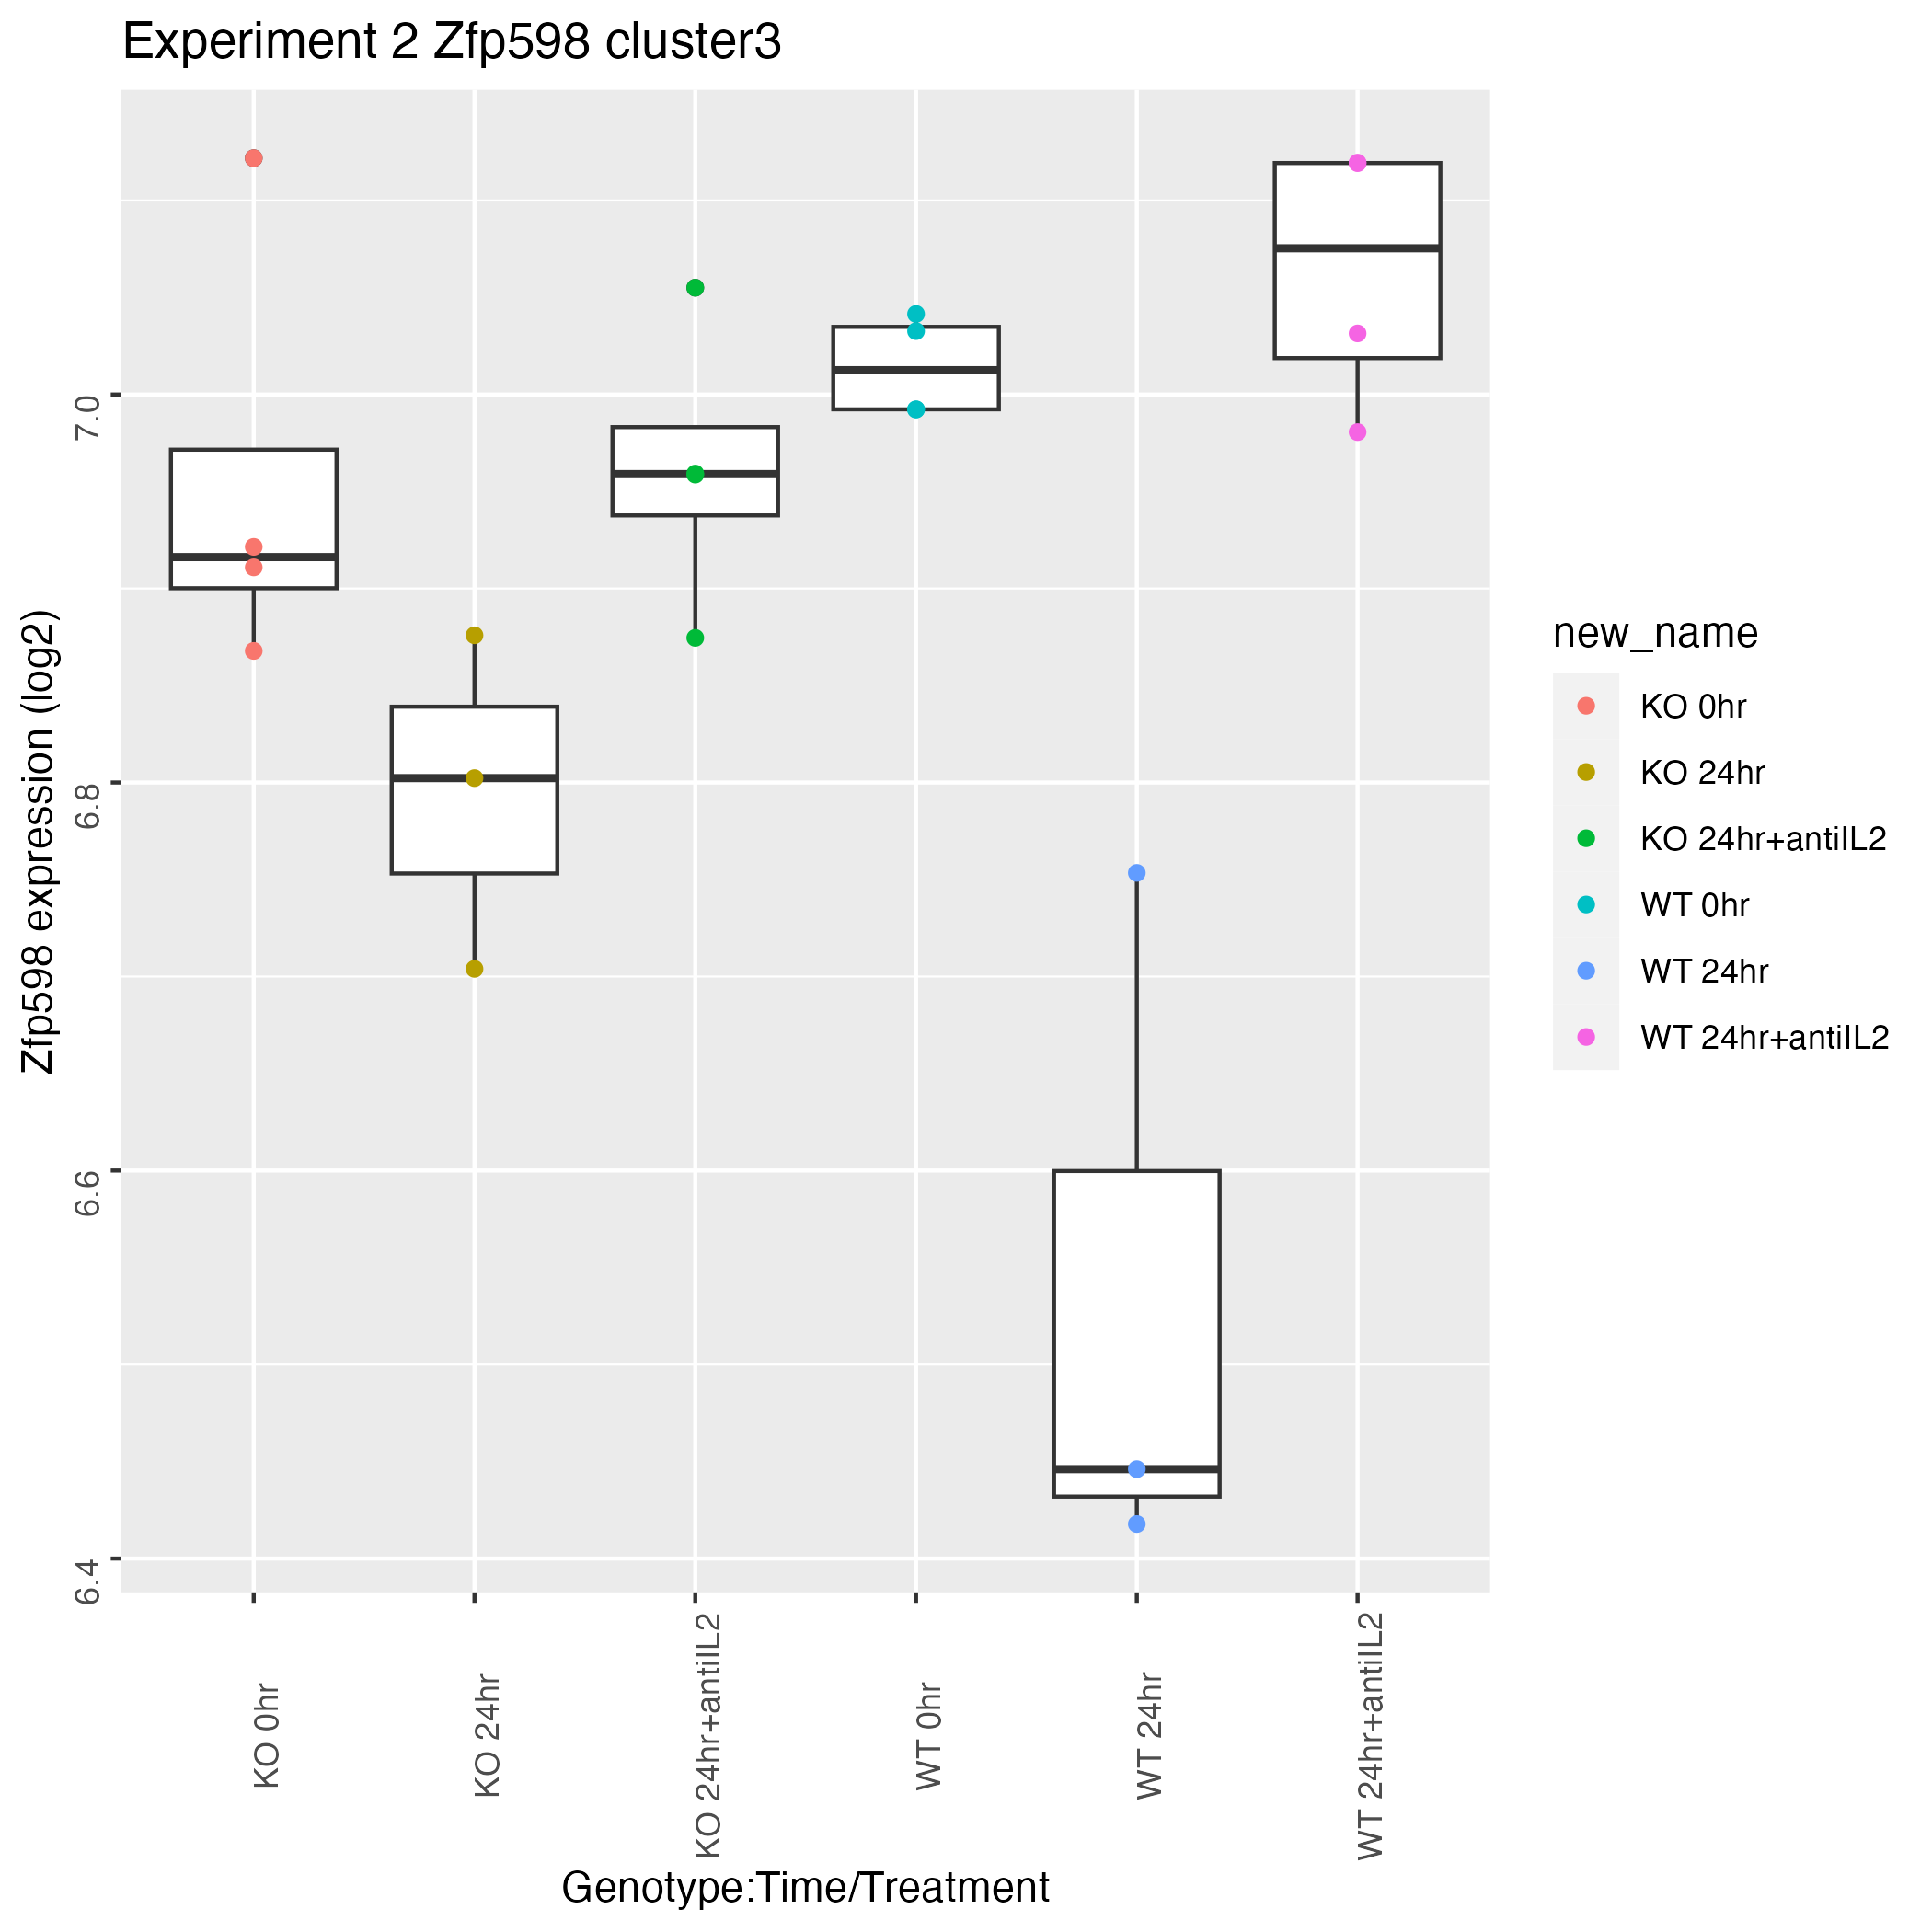 Experiment 2 Zfp598 cluster3
Zfp598 expression (log2)
7.0
6.8
6.6
6.4
KO 0hr
KO 24hr
KO 24hr+antiIL2
WT 0hr
WT 24hr
WT 24hr+antiIL2
Genotype:Time/Treatment
new_name
KO 0hr
KO 24hr
KO 24hr+antiIL2
WT 0hr
WT 24hr
WT 24hr+antiIL2